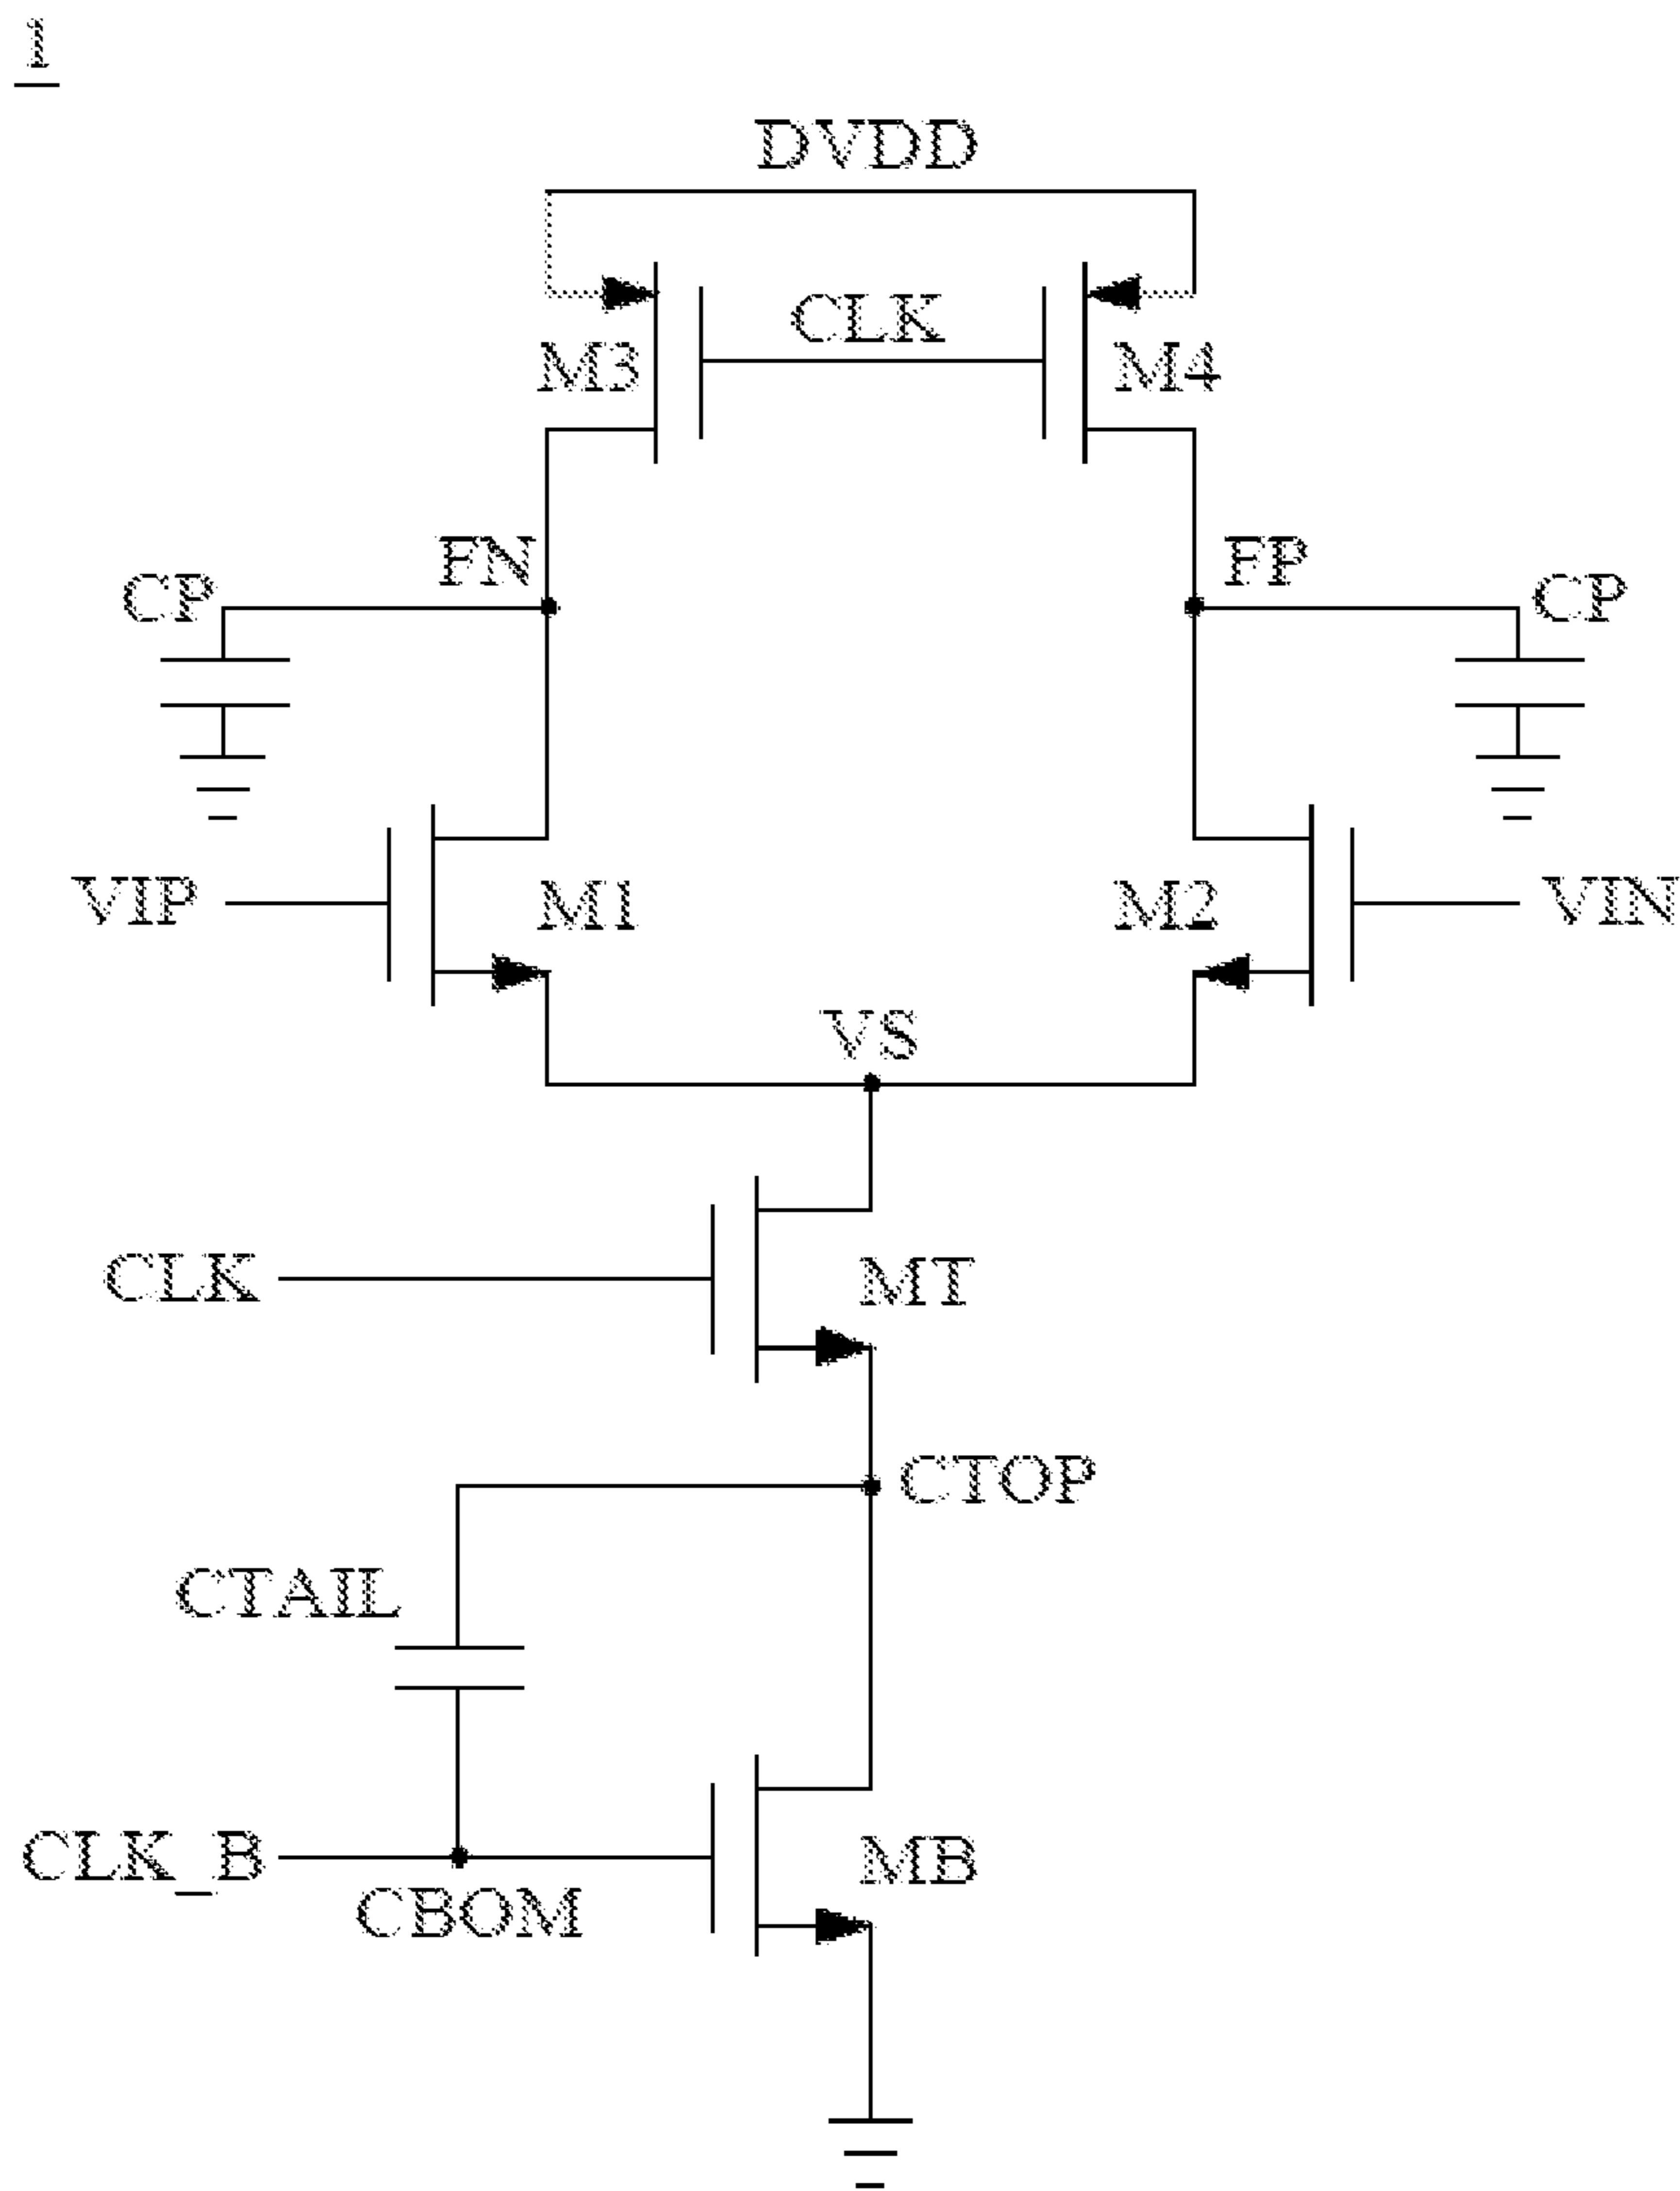 1
DVDD
CLK
M3
M4
FN
FP
CP
CP
VIP
M1
M2
VIN
VS
CLK
MT
CTOP
CTAIL
CLK_B
MB
CBOM